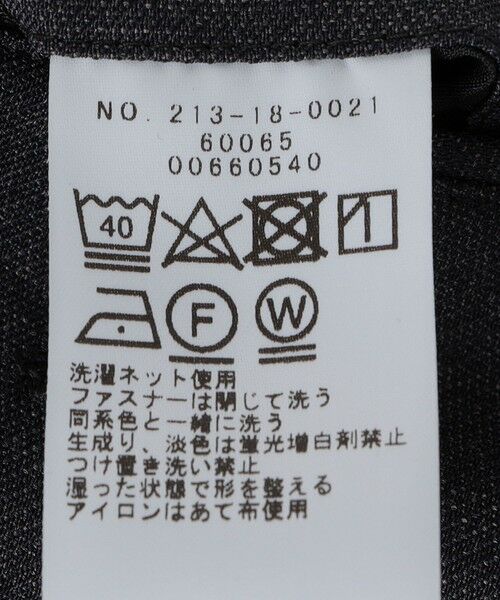 NO. 213-18-0021
60065
00660540
40
F W
洗濯ネット使用
ファスナーは閉じて洗う
同系色と一緒に洗う
生成り、淡色は蛍光増白剤禁止
つけ置き洗い禁止
湿った状態で形を整える
アイロンはあて布使用